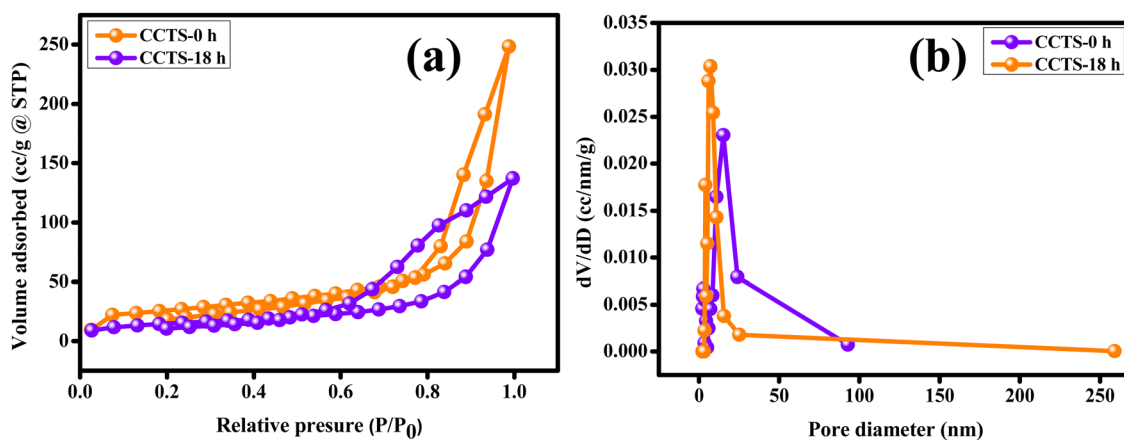 (a)
CCTS-0 h
CCTS-18 h
Volume adsorbed (cc/g @ STP)
250
200
150
100
50
0
0.0 0.2 0.4 0.6 0.8 1.0
Relative presure (P/P0)
(b)
CCTS-0 h
CCTS-18 h
dV/dD (cc/nm/g)
0.035
0.030
0.025
0.020
0.015
0.010
0.005
0.000
0 50 100 150 200 250
Pore diameter (nm)